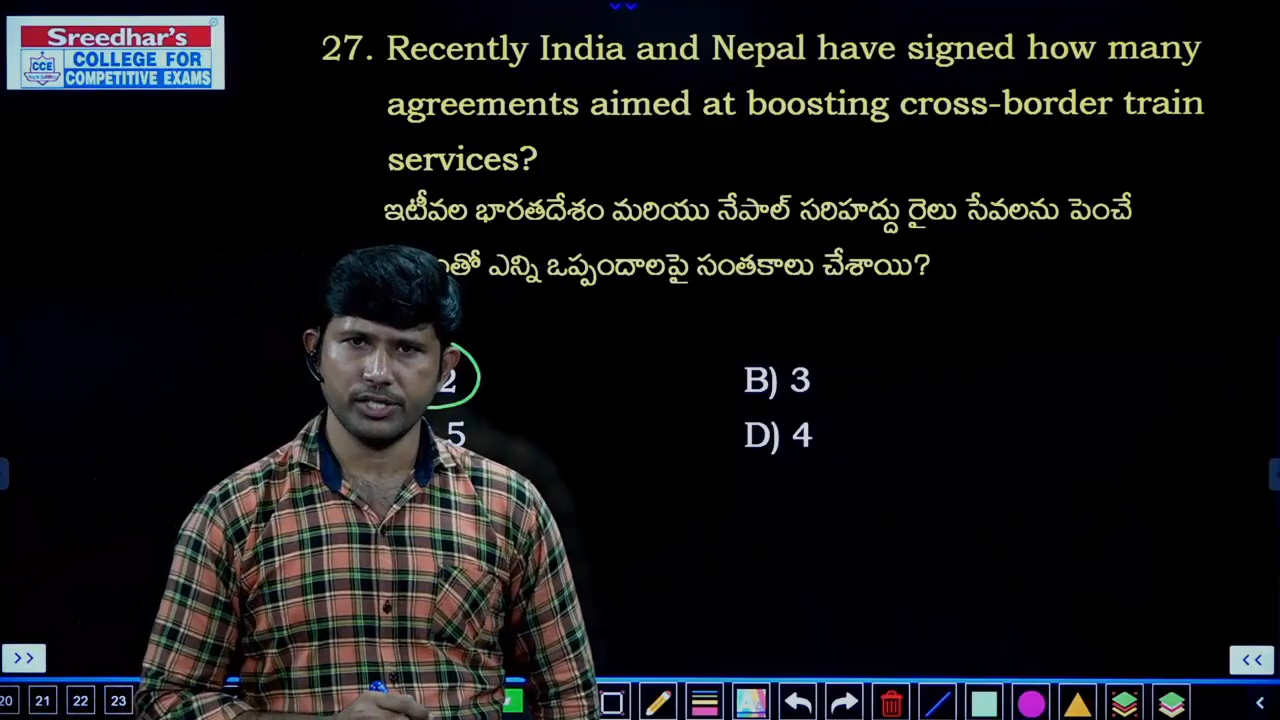 Sreedhar's
CCE
COLLEGE FOR
COMPETITIVE EXAMS
27. Recently India and Nepal have signed how many
agreements aimed at boosting cross-border train
services?
ఇటీవల భారతదేశం మరియు నేపాల్ సరిహద్దు రైలు సేవలను పెంచే
ఎన్ని ఒప్పందాలపై సంతకాలు చేశాయి?
2
B) 3
5
D) 4
>>
<<
20 21 22 23
<